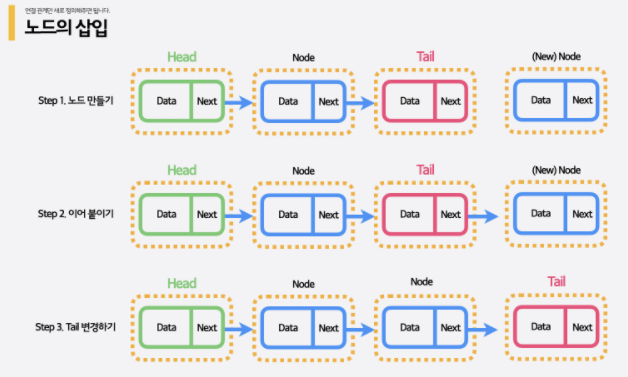 연결 관계만 새로 정의해주면 됩니다.
노드의 삽입
Head Node Tail (New) Node
Step 1. 노드 만들기 Data Next Data Next Data Next Data Next
Head Node Tail (New) Node
Step 2. 이어 붙이기 Data Next Data Next Data Next Data Next
Head Node Node Tail
Step 3. Tail 변경하기 Data Next Data Next Data Next Data Next